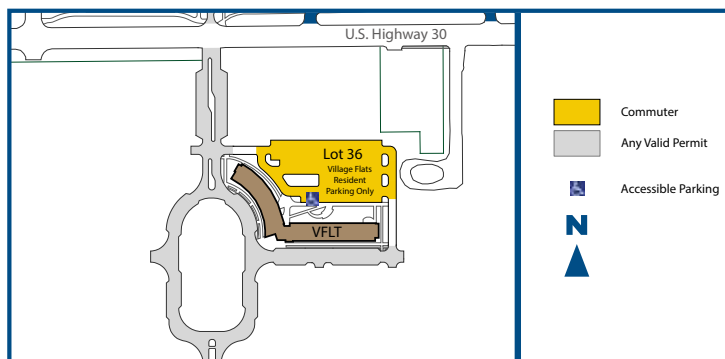 U.S. Highway 30
Lot 36
Village Flats
Resident
Parking Only
VFLT
Commuter
Any Valid Permit
Accessible Parking
N